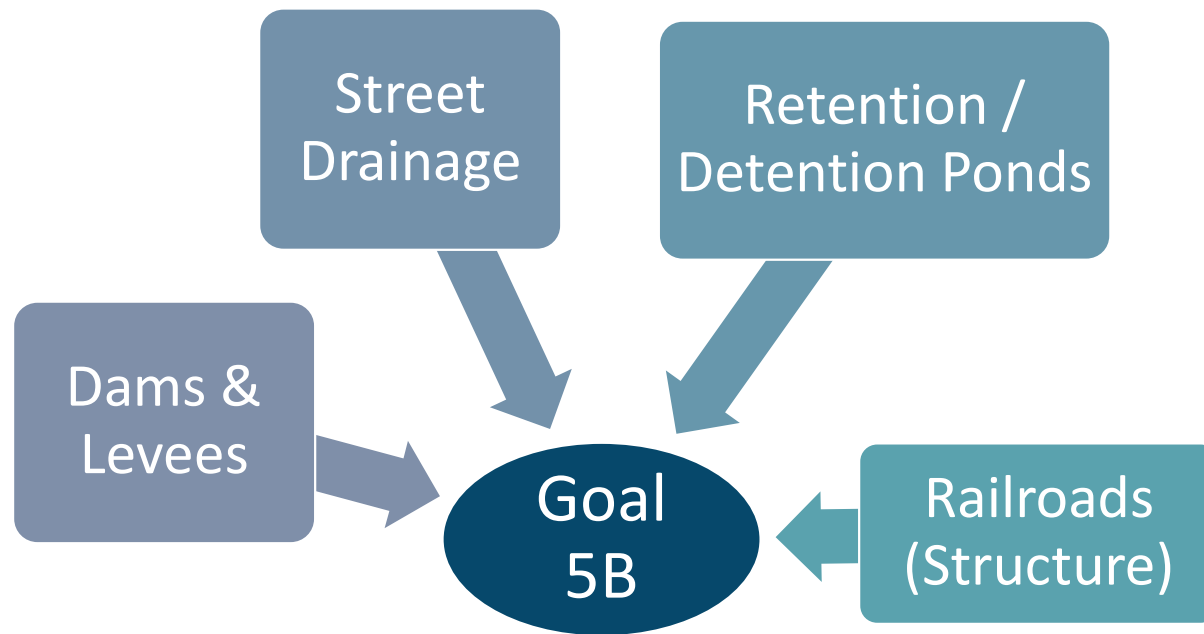 Street
Drainage
Retention /
Detention Ponds
Dams &
Levees
Goal
5B
Railroads
(Structure)